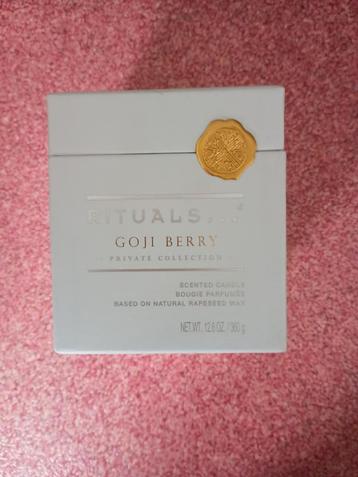 RITUALS...
GOJI BERRY
- PRIVATE COLLECTION -
SCENTED CANDLE
BOUGIE PARFUMÉE
BASED ON NATURAL RAPESEED WAX
NET.WT. 12.6 OZ. / 360 g